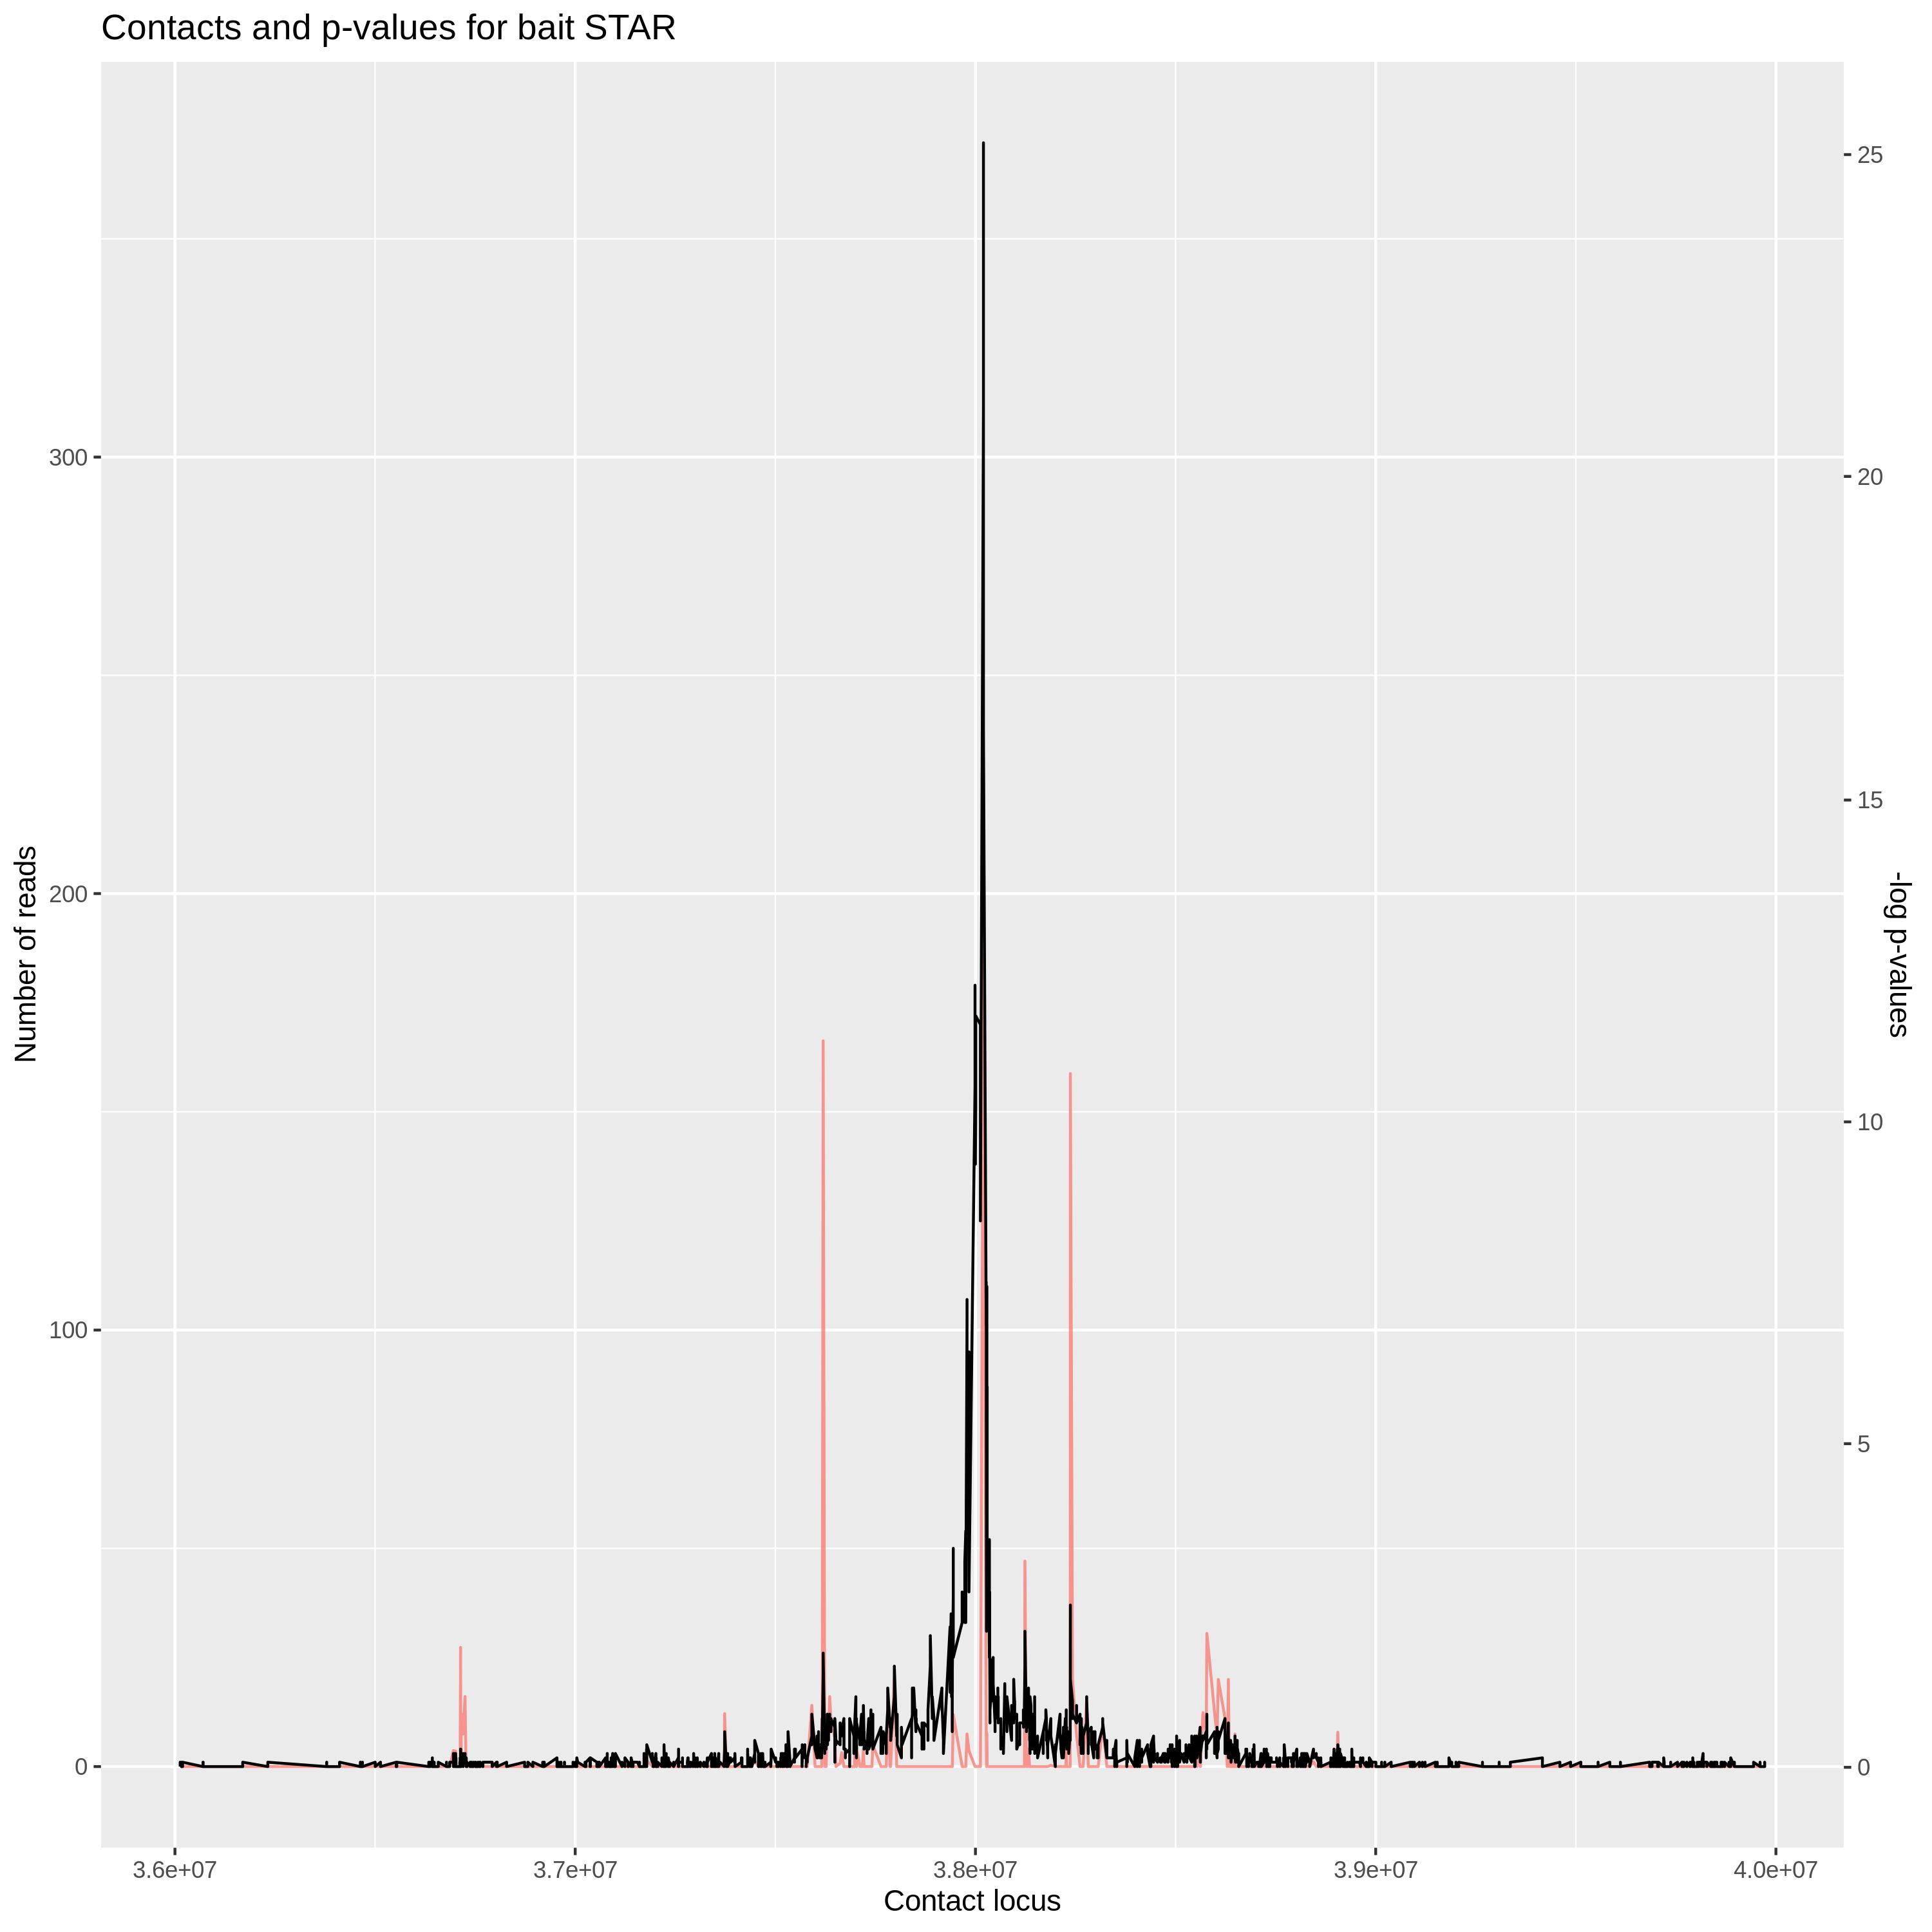 Contacts and p-values for bait STAR
Number of reads
300
200
100
0
25
20
15
10
5
0
-log p-values
3.6e+07 3.7e+07 3.8e+07 3.9e+07 4.0e+07
Contact locus